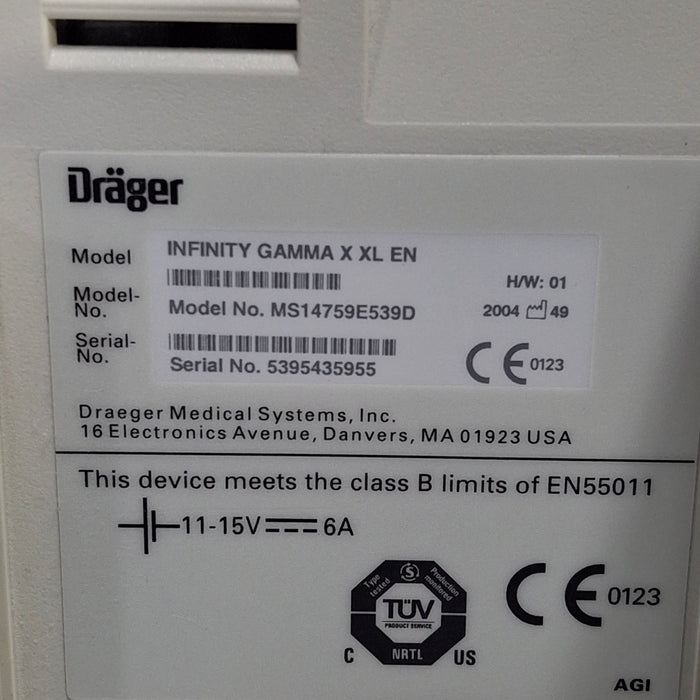 Dräger
Model INFINITY GAMMA X XL EN
H/W: 01
Model-No. Model No. MS14759E539D
2004 49
Serial-No. Serial No. 5395435955
CE 0123
Draeger Medical Systems, Inc.
16 Electronics Avenue, Danvers, MA 01923 USA
This device meets the class B limits of EN55011
11-15V 6A
Type tested
S
Production monitored
TÜV
PRODUCT SERVICE
C NRTL US
CE 0123
AGI